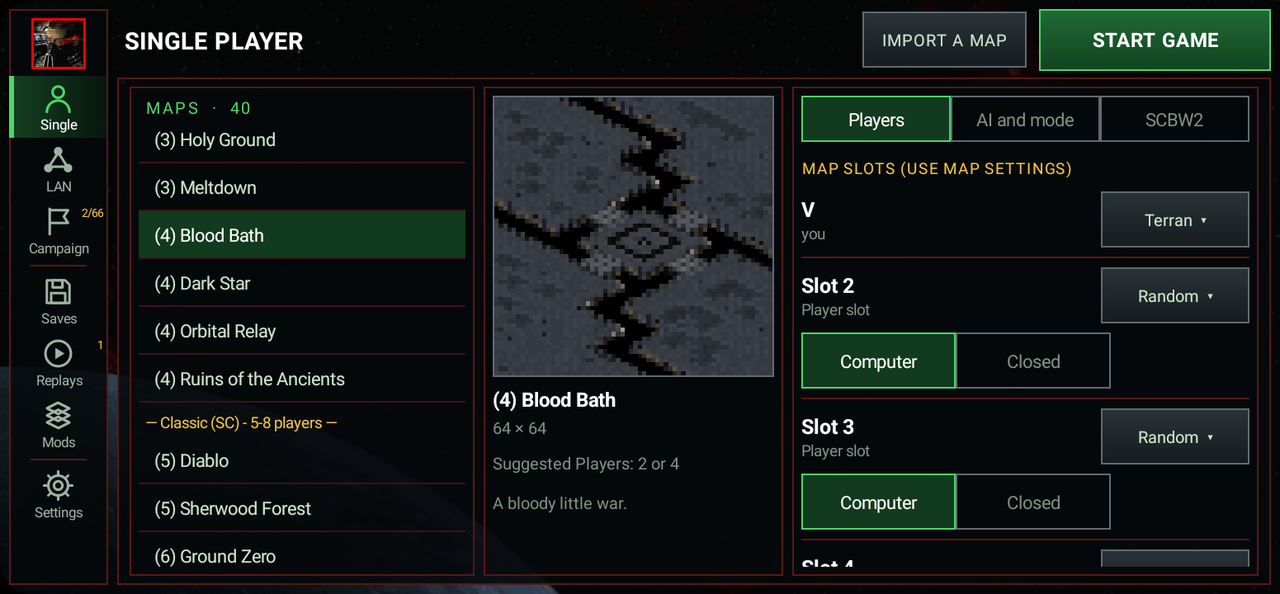 SINGLE PLAYER
IMPORT A MAP
START GAME
Single
LAN
2/66
Campaign
Saves
1
Replays
Mods
Settings
MAPS · 40
(3) Holy Ground
(3) Meltdown
(4) Blood Bath
(4) Dark Star
(4) Orbital Relay
(4) Ruins of the Ancients
— Classic (SC) - 5-8 players —
(5) Diablo
(5) Sherwood Forest
(6) Ground Zero
(4) Blood Bath
64 × 64
Suggested Players: 2 or 4
A bloody little war.
Players
AI and mode
SCBW2
MAP SLOTS (USE MAP SETTINGS)
V
you
Terran ▾
Slot 2
Player slot
Random ▾
Computer
Closed
Slot 3
Player slot
Random ▾
Computer
Closed
Slot 4